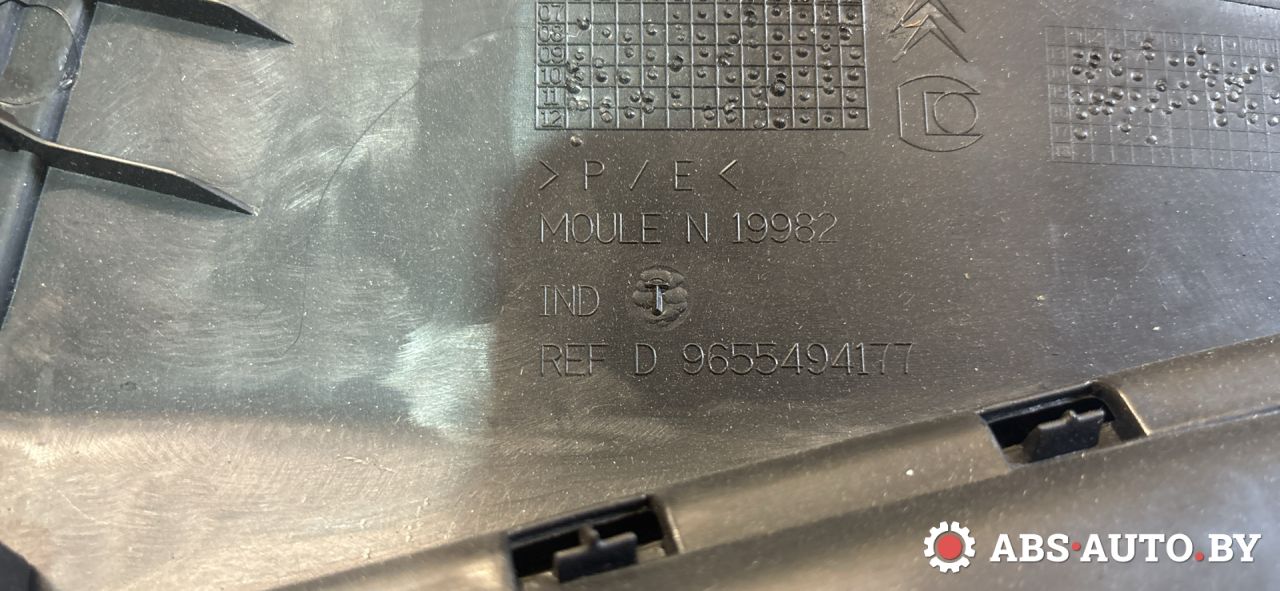 07
08
09
10
11
12
> P / E <
MOULE N 19982
IND
REF D 9655494177
ABS·AUTO.BY